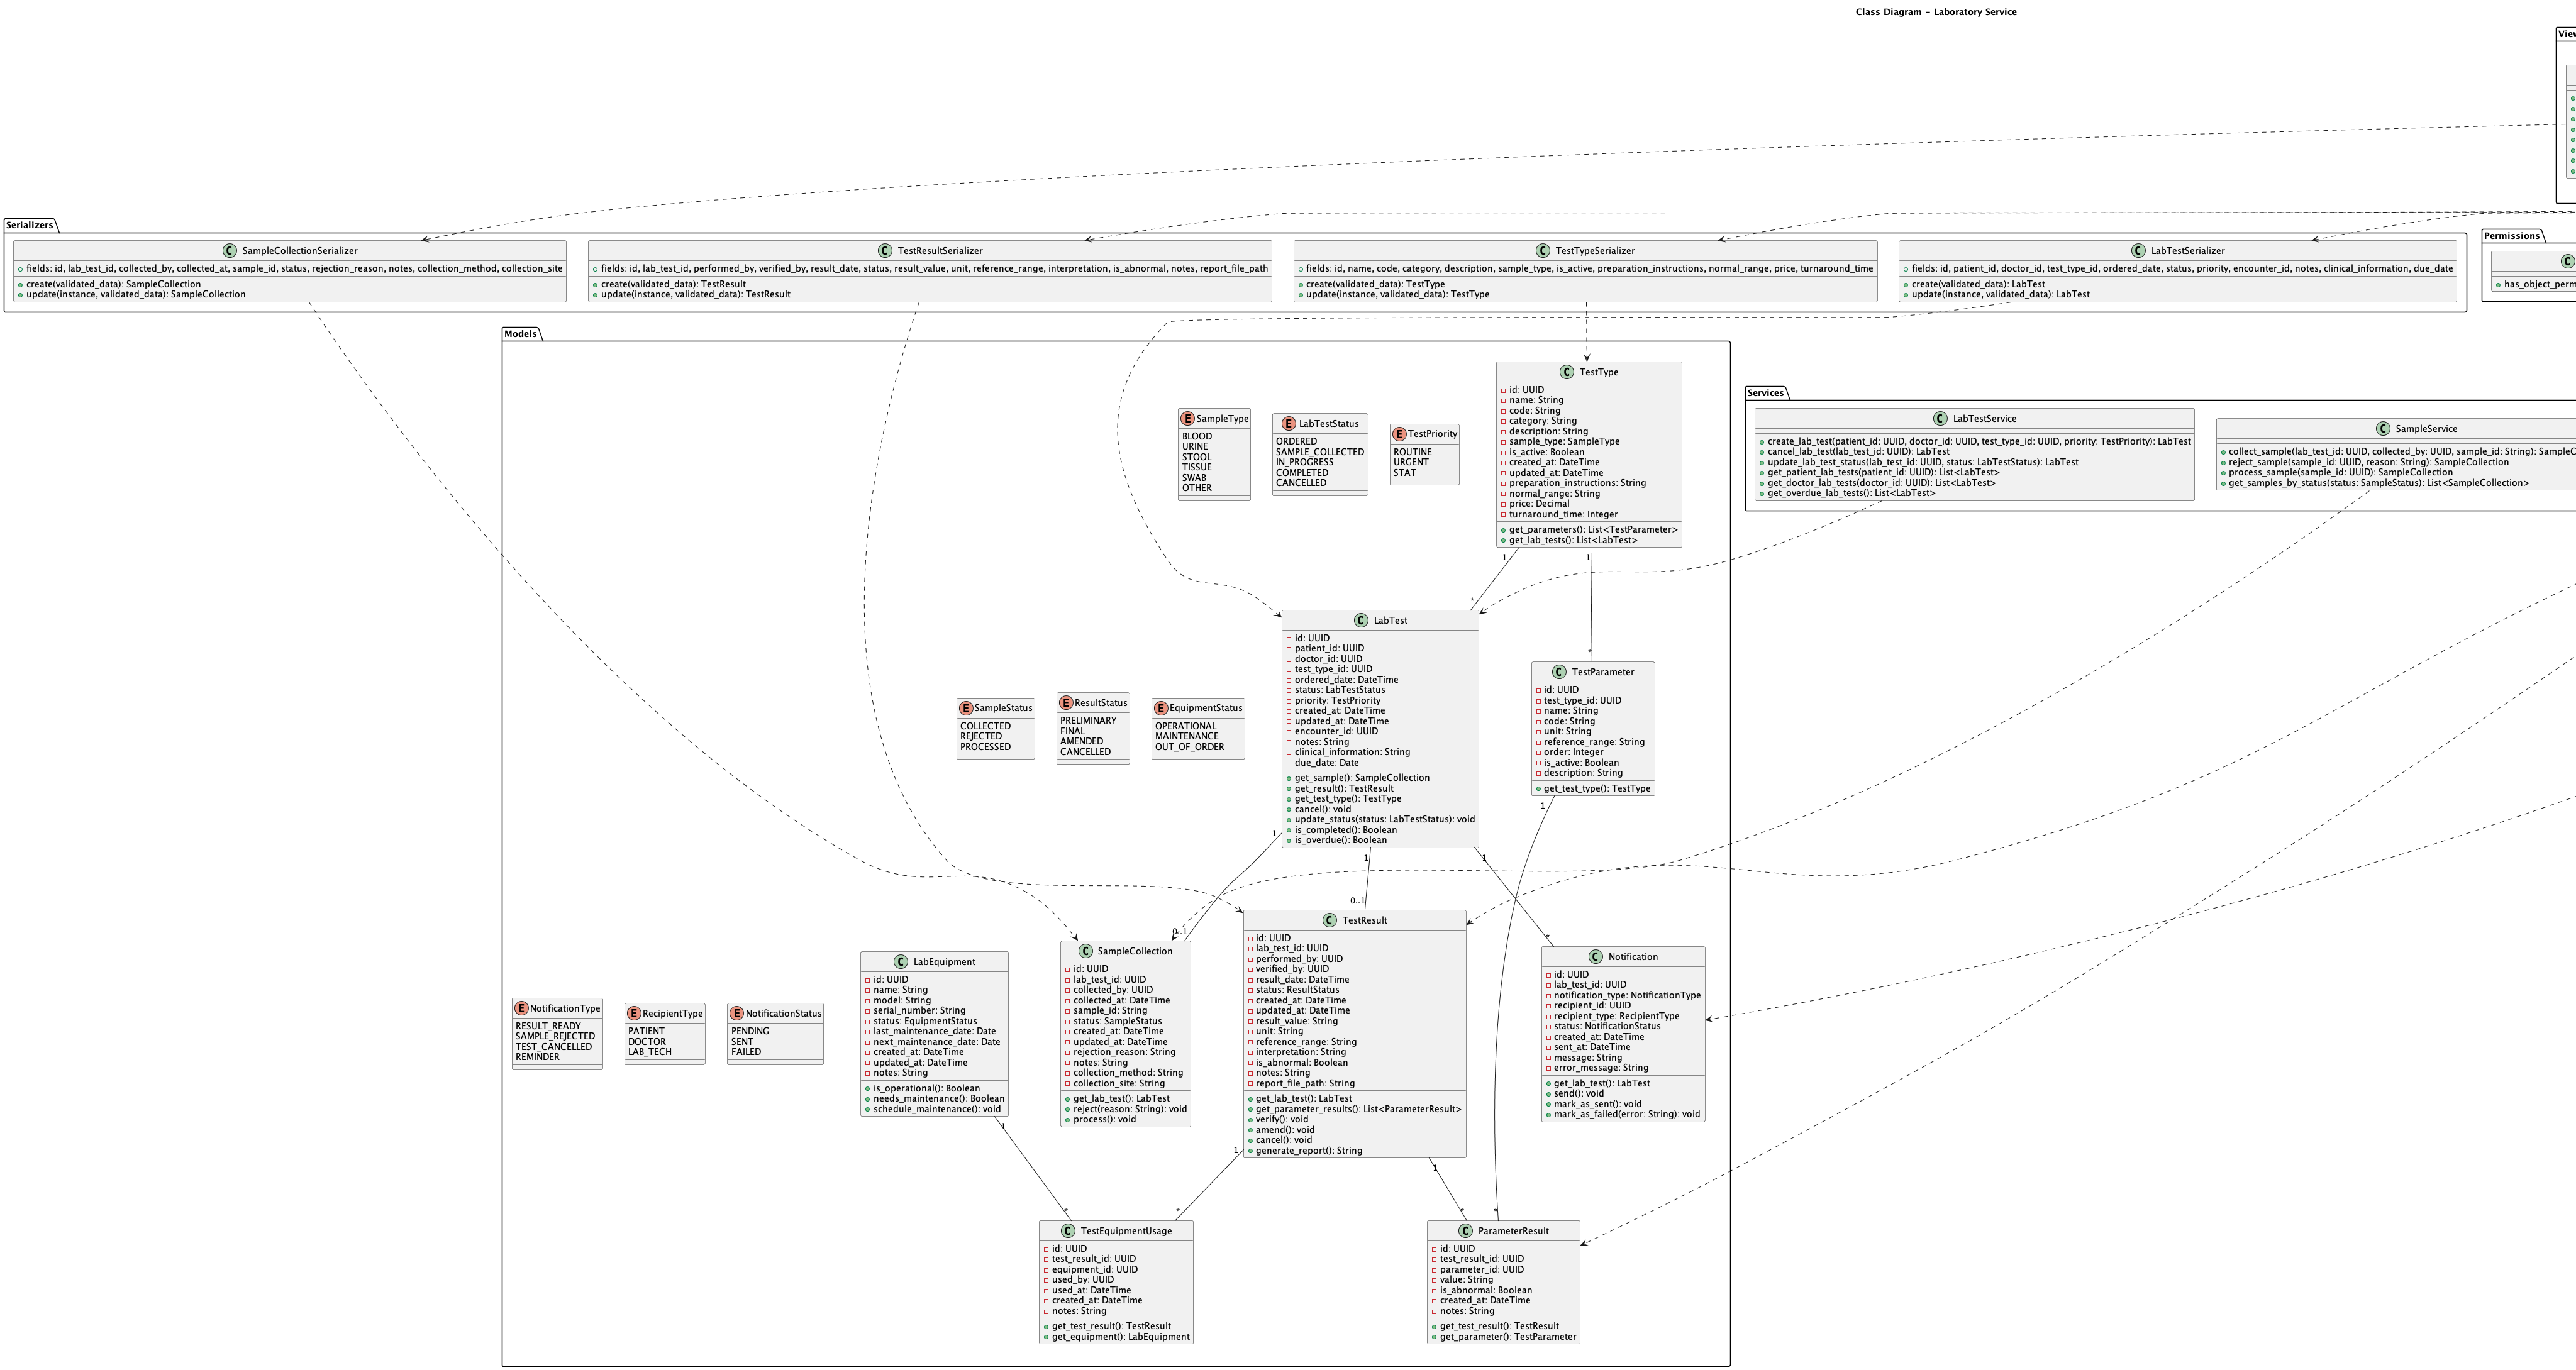 Class Diagram - Laboratory Service
Serializers
SampleCollectionSerializer
fields: id, lab_test_id, collected_by, collected_at, sample_id, status, rejection_reason, notes, collection_method, collection_site
create(validated_data): SampleCollection
update(instance, validated_data): SampleCollection
TestResultSerializer
fields: id, lab_test_id, performed_by, verified_by, result_date, status, result_value, unit, reference_range, interpretation, is_abnormal, notes, report_file_path
create(validated_data): TestResult
update(instance, validated_data): TestResult
TestTypeSerializer
fields: id, name, code, category, description, sample_type, is_active, preparation_instructions, normal_range, price, turnaround_time
create(validated_data): TestType
update(instance, validated_data): TestType
LabTestSerializer
fields: id, patient_id, doctor_id, test_type_id, ordered_date, status, priority, encounter_id, notes, clinical_information, due_date
create(validated_data): LabTest
update(instance, validated_data): LabTest
Permissions
Models
TestType
id: UUID
name: String
code: String
category: String
description: String
sample_type: SampleType
is_active: Boolean
created_at: DateTime
updated_at: DateTime
preparation_instructions: String
normal_range: String
price: Decimal
turnaround_time: Integer
get_parameters(): List<TestParameter>
get_lab_tests(): List<LabTest>
SampleType
BLOOD
URINE
STOOL
TISSUE
SWAB
OTHER
LabTestStatus
ORDERED
SAMPLE_COLLECTED
IN_PROGRESS
COMPLETED
CANCELLED
TestPriority
ROUTINE
URGENT
STAT
Services
LabTestService
create_lab_test(patient_id: UUID, doctor_id: UUID, test_type_id: UUID, priority: TestPriority): LabTest
cancel_lab_test(lab_test_id: UUID): LabTest
update_lab_test_status(lab_test_id: UUID, status: LabTestStatus): LabTest
get_patient_lab_tests(patient_id: UUID): List<LabTest>
get_doctor_lab_tests(doctor_id: UUID): List<LabTest>
get_overdue_lab_tests(): List<LabTest>
SampleService
collect_sample(lab_test_id: UUID, collected_by: UUID, sample_id: String):
reject_sample(sample_id: UUID, reason: String): SampleCollection
process_sample(sample_id: UUID): SampleCollection
get_samples_by_status(status: SampleStatus): List<SampleCollection>
1
1
*
*
LabTest
id: UUID
patient_id: UUID
doctor_id: UUID
test_type_id: UUID
ordered_date: DateTime
status: LabTestStatus
priority: TestPriority
created_at: DateTime
updated_at: DateTime
encounter_id: UUID
notes: String
clinical_information: String
due_date: Date
get_sample(): SampleCollection
get_result(): TestResult
get_test_type(): TestType
cancel(): void
update_status(status: LabTestStatus): void
is_completed(): Boolean
is_overdue(): Boolean
TestParameter
id: UUID
test_type_id: UUID
name: String
code: String
unit: String
reference_range: String
order: Integer
is_active: Boolean
description: String
get_test_type(): TestType
SampleStatus
COLLECTED
REJECTED
PROCESSED
ResultStatus
PRELIMINARY
FINAL
AMENDED
CANCELLED
EquipmentStatus
OPERATIONAL
MAINTENANCE
OUT_OF_ORDER
1
1
1
1
0..1
0..1
*
LabEquipment
id: UUID
name: String
model: String
serial_number: String
status: EquipmentStatus
last_maintenance_date: Date
next_maintenance_date: Date
created_at: DateTime
updated_at: DateTime
notes: String
is_operational(): Boolean
needs_maintenance(): Boolean
schedule_maintenance(): void
SampleCollection
id: UUID
lab_test_id: UUID
collected_by: UUID
collected_at: DateTime
sample_id: String
status: SampleStatus
created_at: DateTime
updated_at: DateTime
rejection_reason: String
notes: String
collection_method: String
collection_site: String
get_lab_test(): LabTest
reject(reason: String): void
process(): void
TestResult
id: UUID
lab_test_id: UUID
performed_by: UUID
verified_by: UUID
result_date: DateTime
status: ResultStatus
created_at: DateTime
updated_at: DateTime
result_value: String
unit: String
reference_range: String
interpretation: String
is_abnormal: Boolean
notes: String
report_file_path: String
get_lab_test(): LabTest
get_parameter_results(): List<ParameterResult>
verify(): void
amend(): void
cancel(): void
generate_report(): String
Notification
id: UUID
lab_test_id: UUID
notification_type: NotificationType
recipient_id: UUID
recipient_type: RecipientType
status: NotificationStatus
created_at: DateTime
sent_at: DateTime
message: String
error_message: String
get_lab_test(): LabTest
send(): void
mark_as_sent(): void
mark_as_failed(error: String): void
NotificationType
RESULT_READY
SAMPLE_REJECTED
TEST_CANCELLED
REMINDER
RecipientType
PATIENT
DOCTOR
LAB_TECH
NotificationStatus
PENDING
SENT
FAILED
1
1
1
*
*
*
*
TestEquipmentUsage
id: UUID
test_result_id: UUID
equipment_id: UUID
used_by: UUID
used_at: DateTime
created_at: DateTime
notes: String
get_test_result(): TestResult
get_equipment(): LabEquipment
ParameterResult
id: UUID
test_result_id: UUID
parameter_id: UUID
value: String
is_abnormal: Boolean
created_at: DateTime
notes: String
get_test_result(): TestResult
get_parameter(): TestParameter